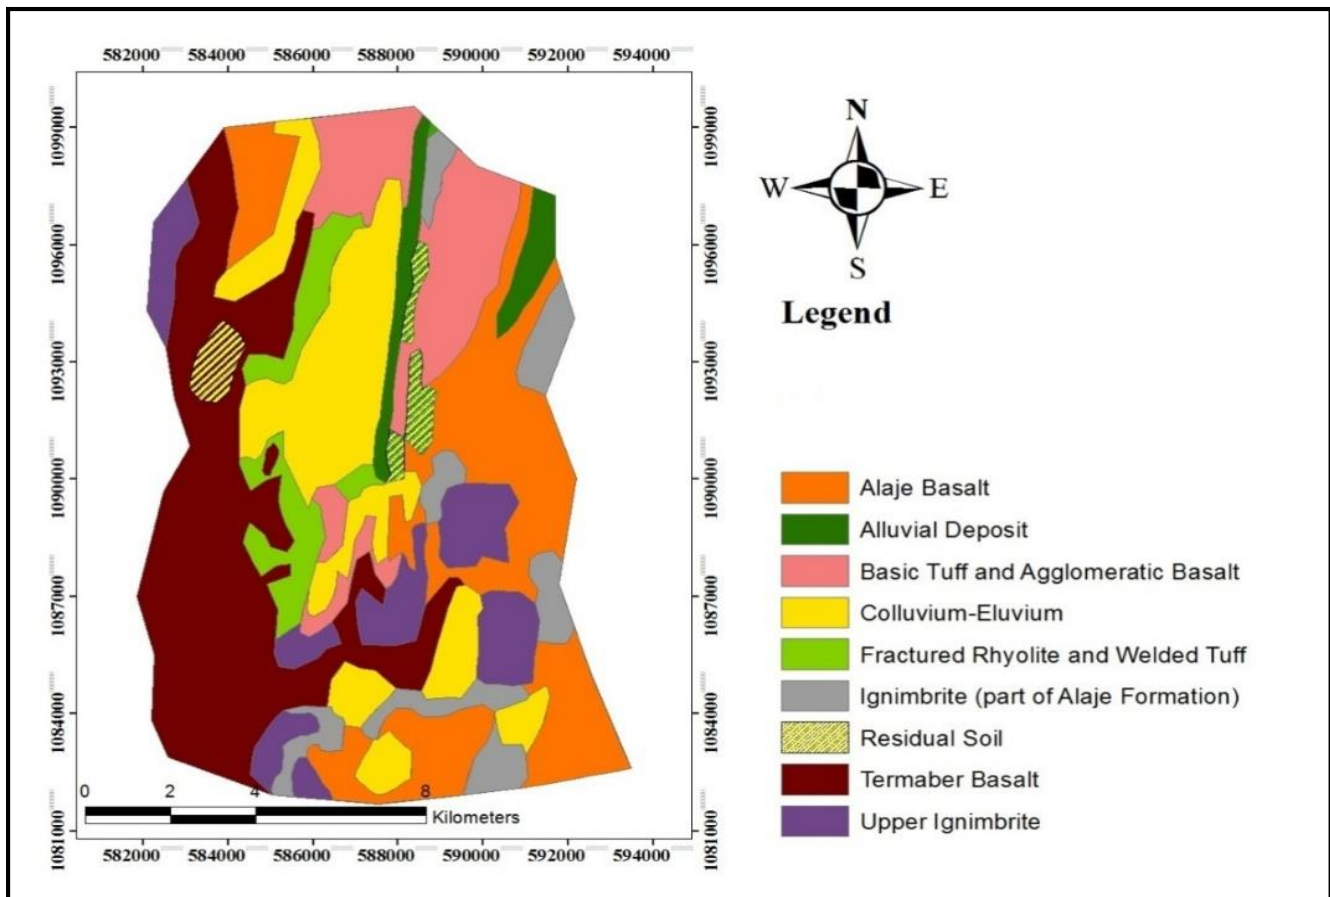 582000 584000 586000 588000 590000 592000 594000
1099000 1099000
1096000 1096000
1093000 1093000
1090000 1090000
1087000 1087000
1084000 1084000
1081000 1081000
0 2 4 8
Kilometers
582000 584000 586000 588000 590000 592000 594000
N
W E
S
Legend
Alaje Basalt
Alluvial Deposit
Basic Tuff and Agglomeratic Basalt
Colluvium-Eluvium
Fractured Rhyolite and Welded Tuff
Ignimbrite (part of Alaje Formation)
Residual Soil
Termaber Basalt
Upper Ignimbrite